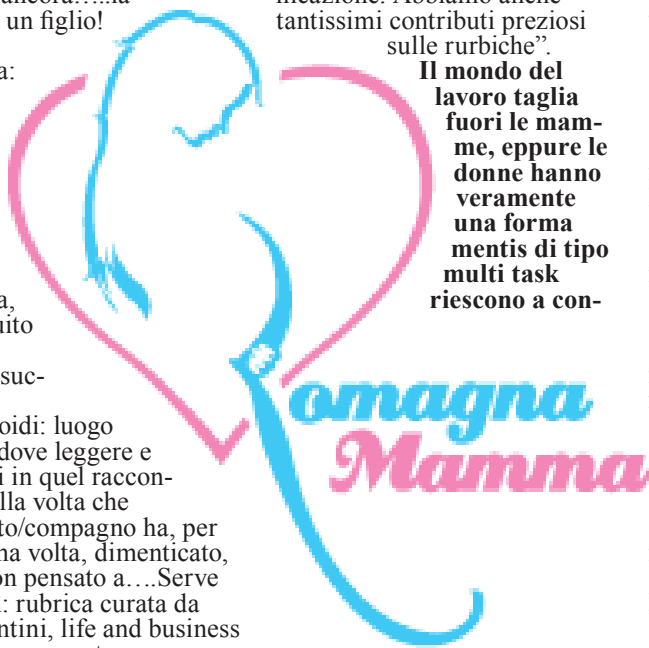 un figlio!
a:
a,
uito
suc-
oidi: luogo
dove leggere e
i in quel raccon-
lla volta che
to/compagno ha, per
na volta, dimenticato,
on pensato a….Serve
: rubrica curata da
ntini, life and business
tantissimi contributi preziosi
sulle rurbiche”.
Il mondo del
lavoro taglia
fuori le mam-
me, eppure le
donne hanno
veramente
una forma
mentis di tipo
multi task
riescono a con-
omagna
Mamma